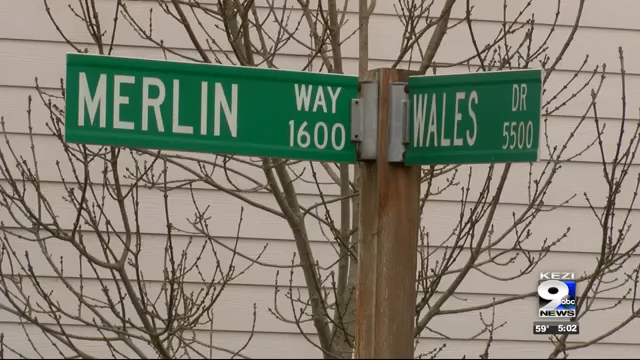 MERLIN WAY 1600
WALES DR 5500
KEZI
9 abc
NEWS
59° 5:02